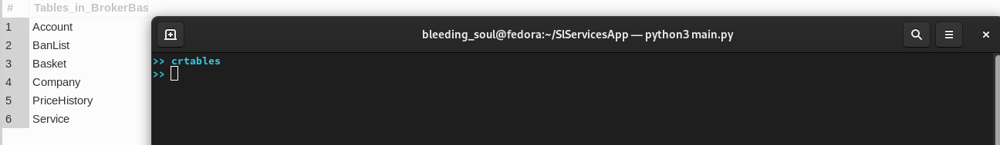 # Tables_in_BrokerBas
1 Account
2 BanList
3 Basket
4 Company
5 PriceHistory
6 Service
bleeding_soul@fedora:~/SlServicesApp — python3 main.py
>> crtables
>>